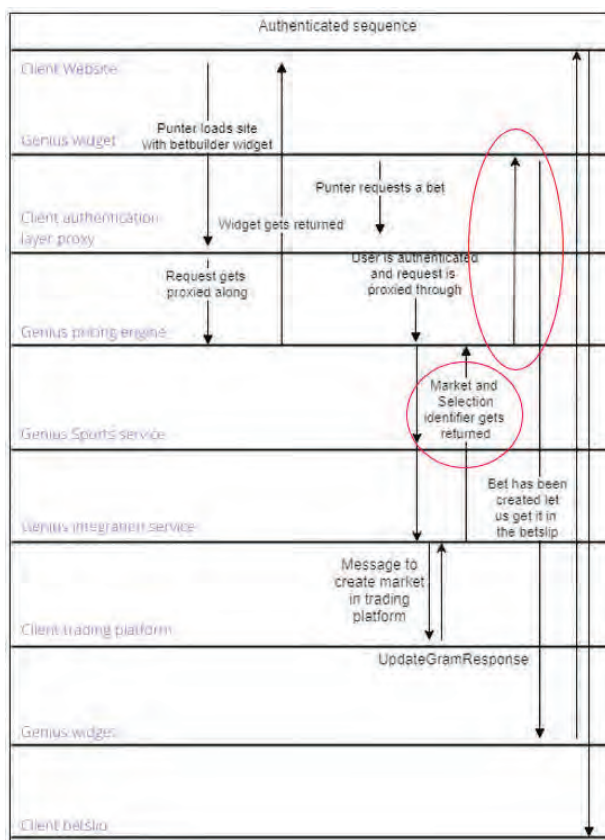 Authenticated sequence
Client Website
Punter loads site
with betbuilder widget
Genius widget
Punter requests a bet
Client authentication
layer proxy
Widget gets returned
Request gets
proxied along
User is authenticated
and request is
proxied through
Genius pricing engine
Market and
Selection
identifier gets
returned
Genius Sports service
Bet has been
created let
us get it in
the betslip
Genius integration service
Message to
create market
in trading
platform
Client trading platform
UpdateGramResponse
Genius widget
Client betslip